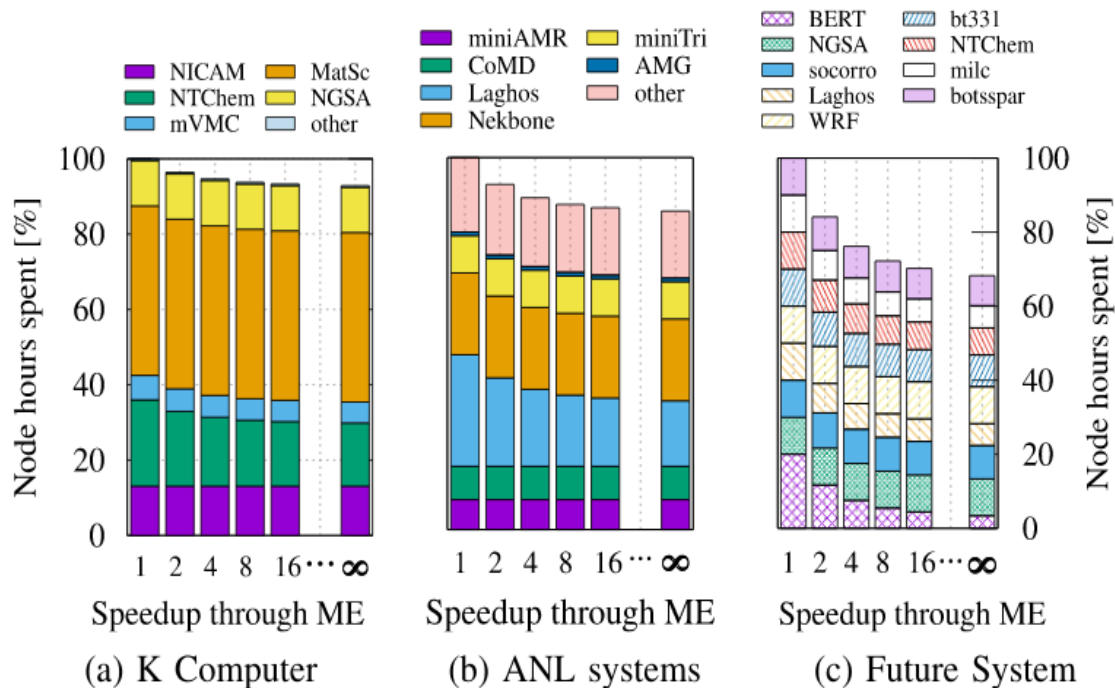 NICAM MatSc
NTChem NGSA
mVMC other
Node hours spent [%]
100
80
60
40
20
0
1 2 4 8 16 ··· ∞
Speedup through ME
(a) K Computer
miniAMR miniTri
CoMD AMG
Laghos other
Nekbone
1 2 4 8 16 ··· ∞
Speedup through ME
(b) ANL systems
BERT bt331
NGSA NTChem
socorro milc
Laghos botsspar
WRF
100
80
60
40
20
0
Node hours spent [%]
1 2 4 8 16 ··· ∞
Speedup through ME
(c) Future System